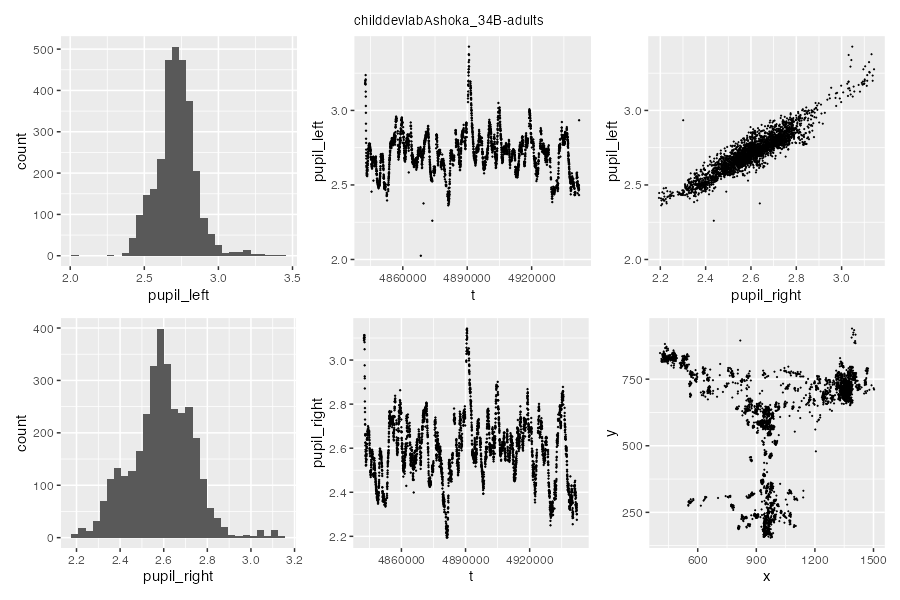 childdevlabAshoka_34B-adults
500
400
300
200
100
0
count
2.0 2.5 3.0 3.5
pupil_left
3.0
2.5
2.0
pupil_left
4860000 4890000 4920000
t
3.0
2.5
2.0
pupil_left
2.2 2.4 2.6 2.8 3.0
pupil_right
400
300
200
100
0
count
2.2 2.4 2.6 2.8 3.0 3.2
pupil_right
3.0
2.8
2.6
2.4
2.2
pupil_right
4860000 4890000 4920000
t
750
500
250
y
600 900 1200 1500
x